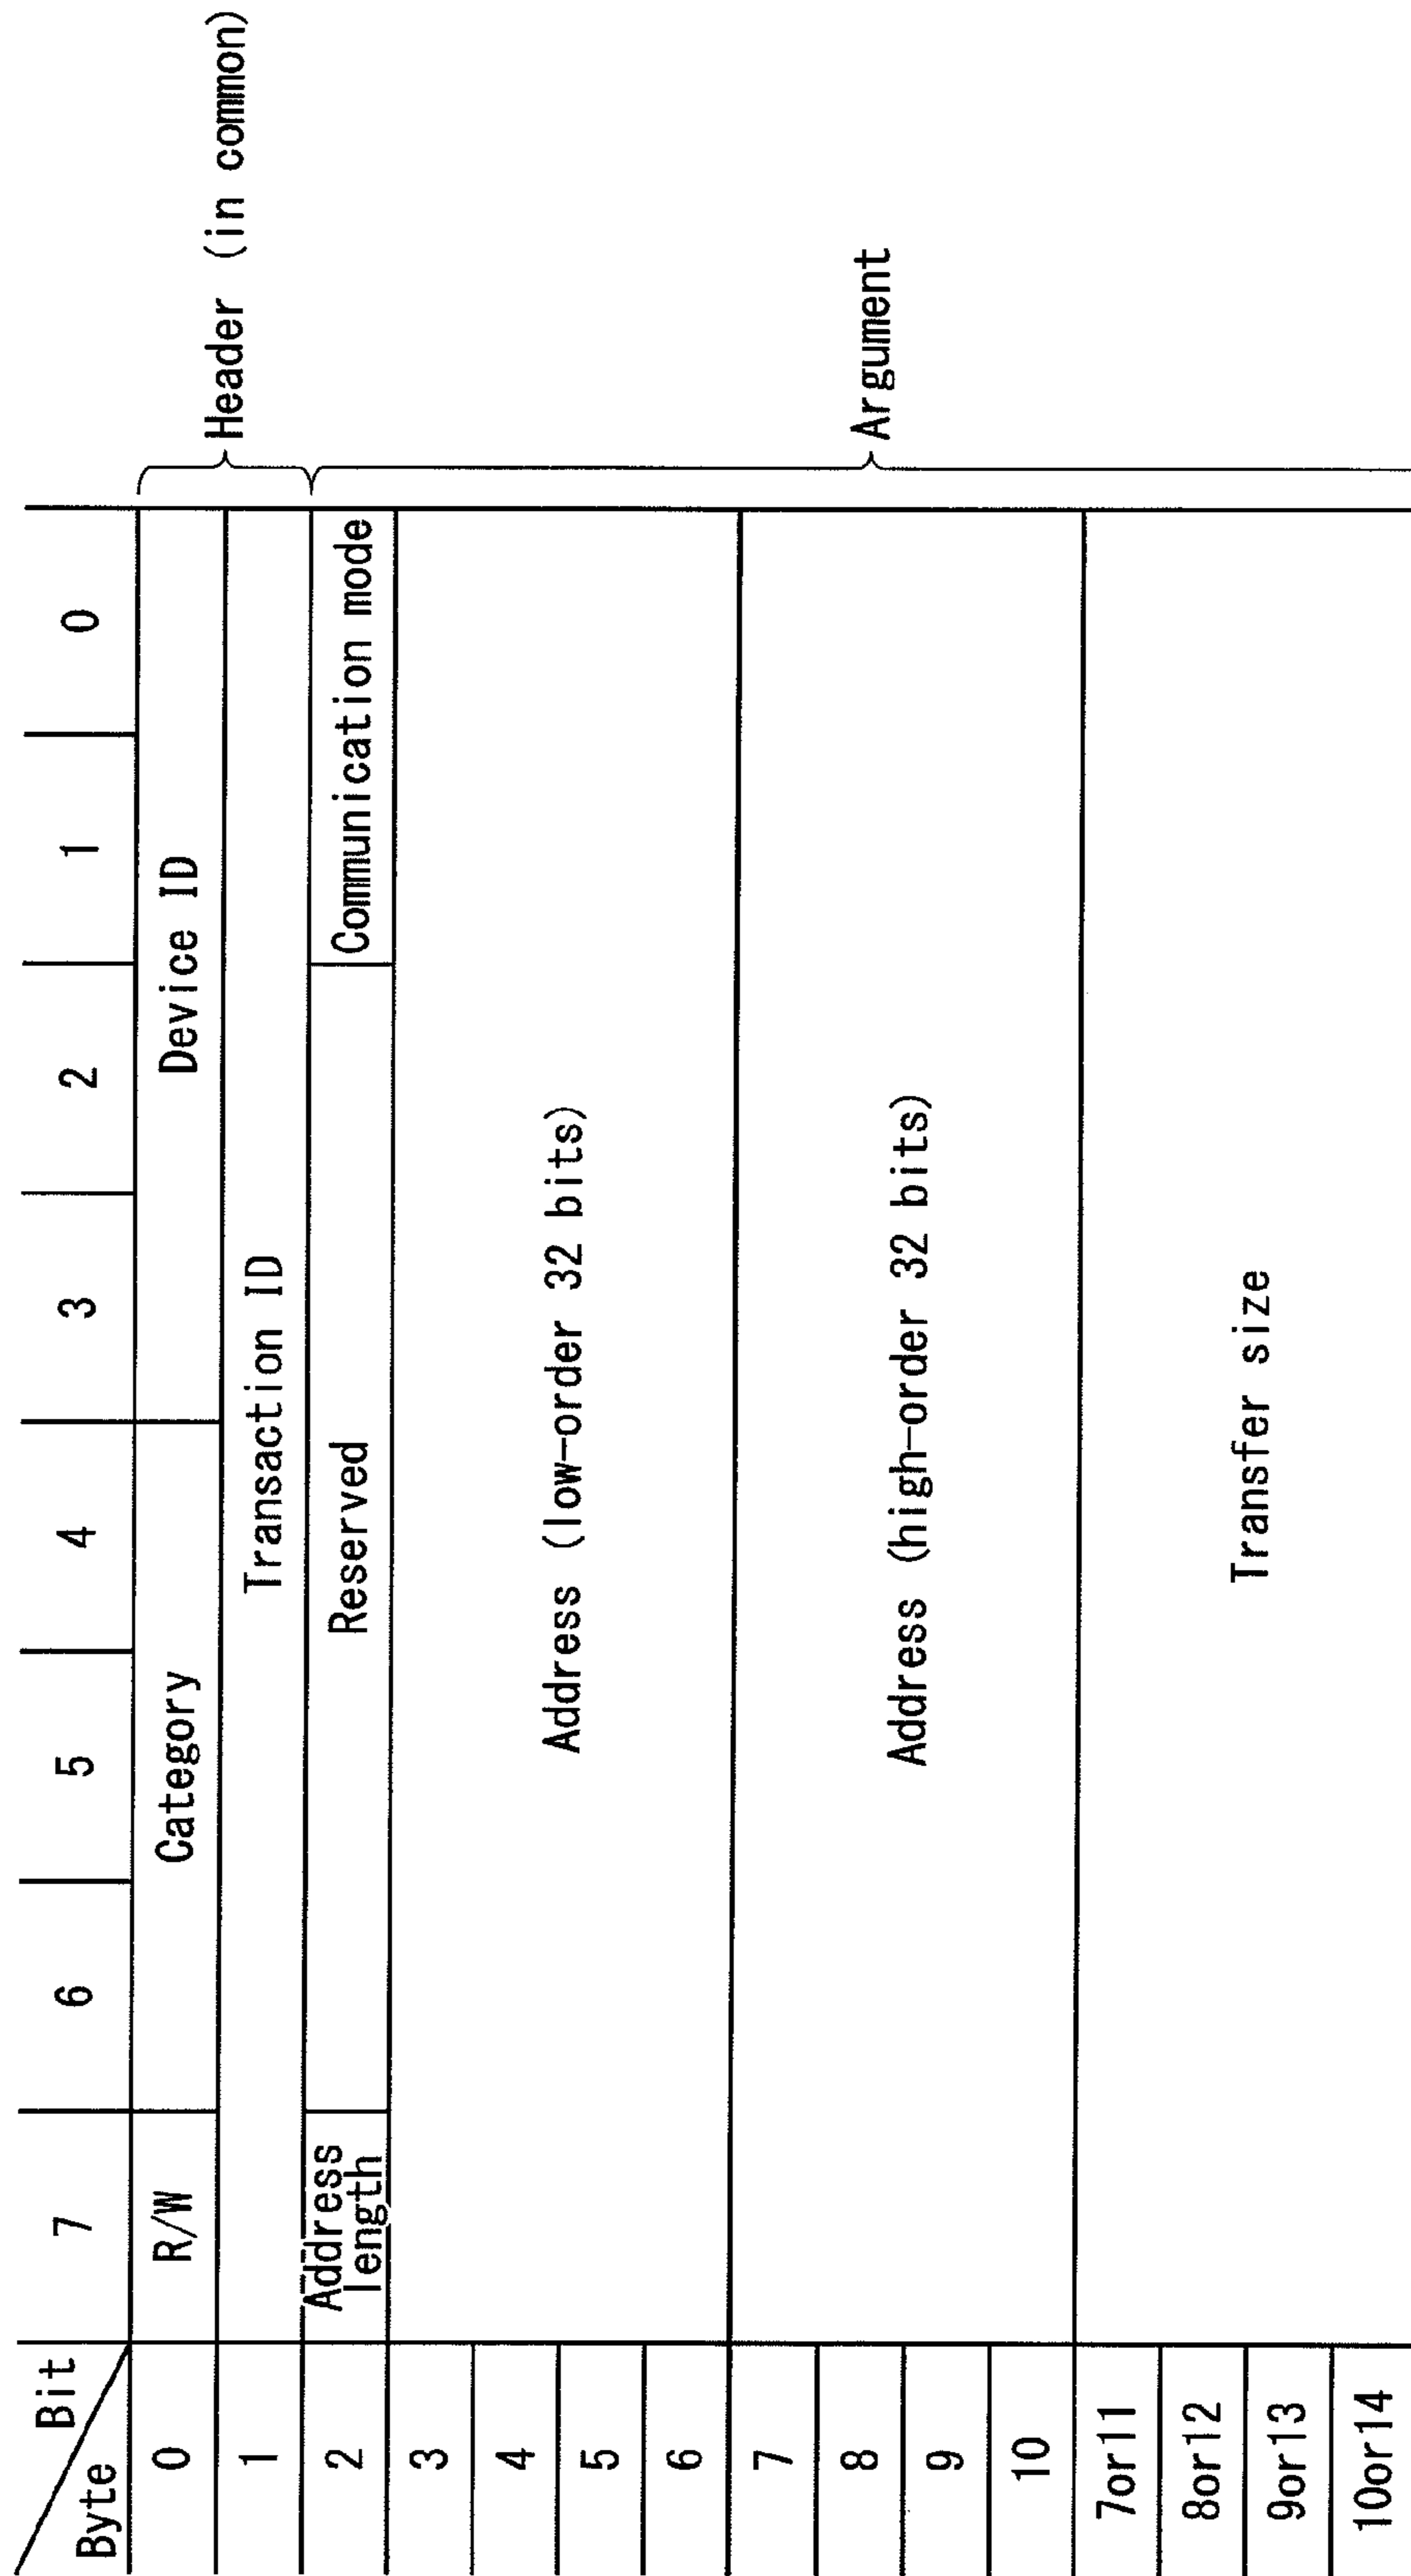 Byte Bit 7 6 5 4 3 2 1 0
0 R/W Category Device ID
1 Transaction ID
Header (in common)
2 Address length Reserved Communication mode
3
4
5
6
Address (low-order 32 bits)
7
8
9
10
Address (high-order 32 bits)
Argument
7or11
8or12
9or13
10or14
Transfer size